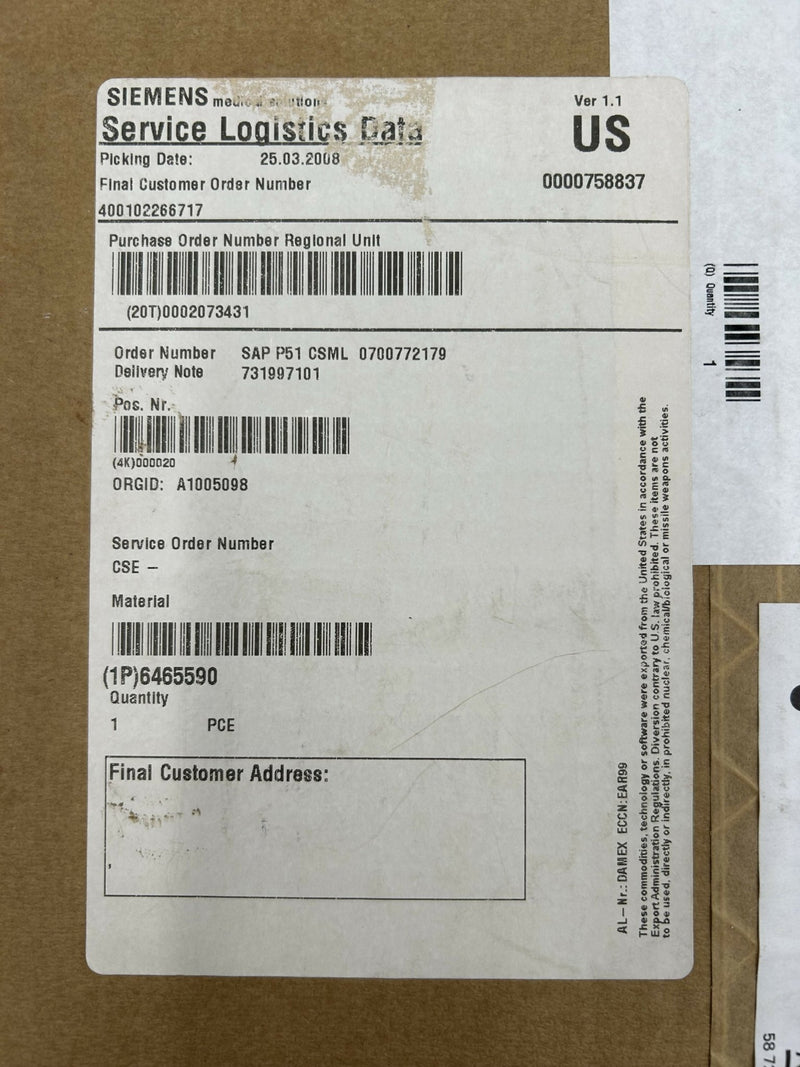 SIEMENS medical solutions
Ver 1.1
Service Logistics Data
US
Picking Date: 25.03.2008
Final Customer Order Number
0000758837
400102266717
Purchase Order Number Regional Unit
(20T)0002073431
Order Number SAP P51 CSML 0700772179
Delivery Note 731997101
Pos. Nr.
(4K)000020
ORGID: A1005098
Service Order Number
CSE –
Material
(1P)6465590
Quantity
1 PCE
Final Customer Address:
,
AL–Nr.: DAMEX ECCN: EAR99
These commodities, technology or software were exported from the United States in accordance with the
Export Administration Regulations. Diversion contrary to U.S. law prohibited. These items are not
to be used, directly or indirectly, in prohibited nuclear, chemical/biological or missile weapons activities.
(Q) Quantity 1
58 7